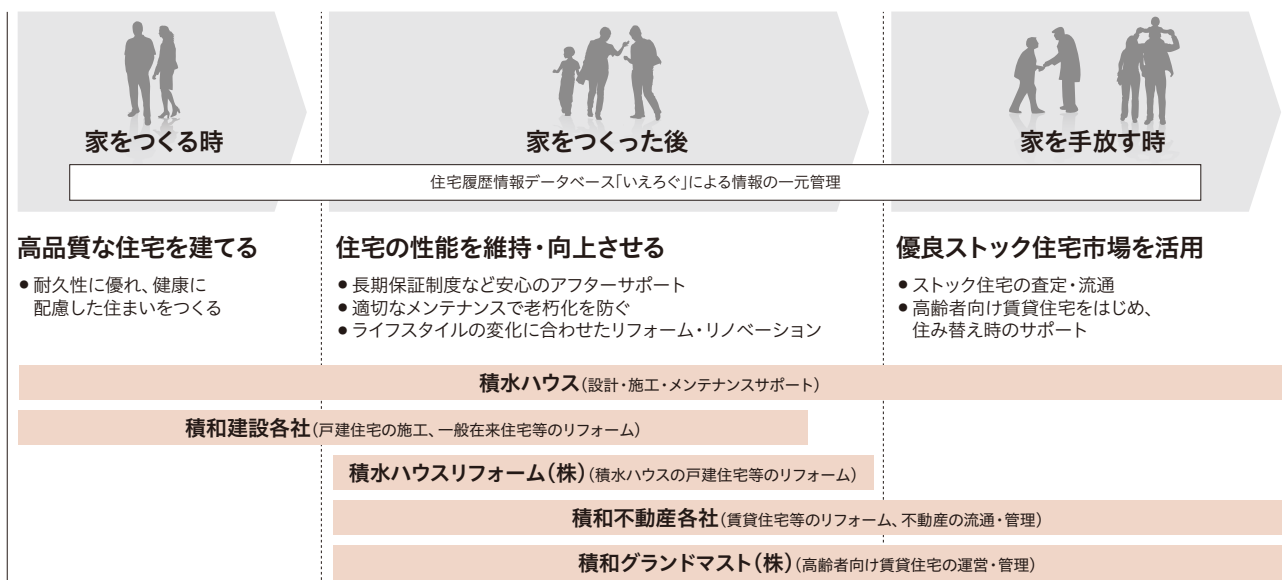 家をつくる時
家をつくった後
家を手放す時
住宅履歴情報データベース「いえろぐ」による情報の一元管理
高品質な住宅を建てる
● 耐久性に優れ、健康に
配慮した住まいをつくる
住宅の性能を維持・向上させる
● 長期保証制度など安心のアフターサポート
● 適切なメンテナンスで老朽化を防ぐ
● ライフスタイルの変化に合わせたリフォーム・リノベーション
優良ストック住宅市場を活用
● ストック住宅の査定・流通
● 高齢者向け賃貸住宅をはじめ、
住み替え時のサポート
積水ハウス(設計・施工・メンテナンスサポート)
積和建設各社(戸建住宅の施工、一般在来住宅等のリフォーム)
積水ハウスリフォーム(株)(積水ハウスの戸建住宅等のリフォーム)
積和不動産各社(賃貸住宅等のリフォーム、不動産の流通・管理)
積和グランドマスト(株)(高齢者向け賃貸住宅の運営・管理)